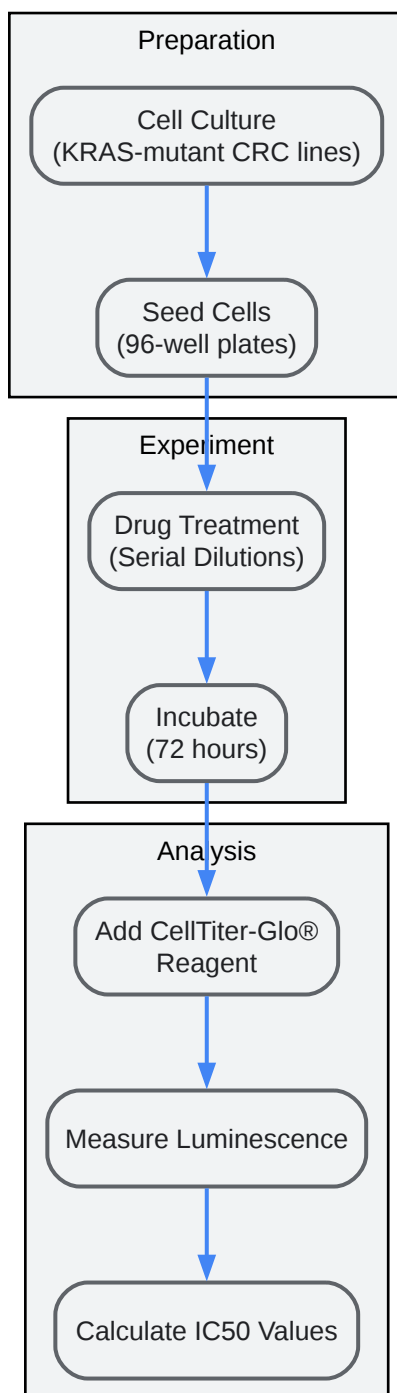 Preparation
Cell Culture
(KRAS-mutant CRC lines)
Seed Cells
(96-well plates)
Experiment
Drug Treatment
(Serial Dilutions)
Incubate
(72 hours)
Analysis
Add CellTiter-Glo®
Reagent
Measure Luminescence
Calculate IC50 Values